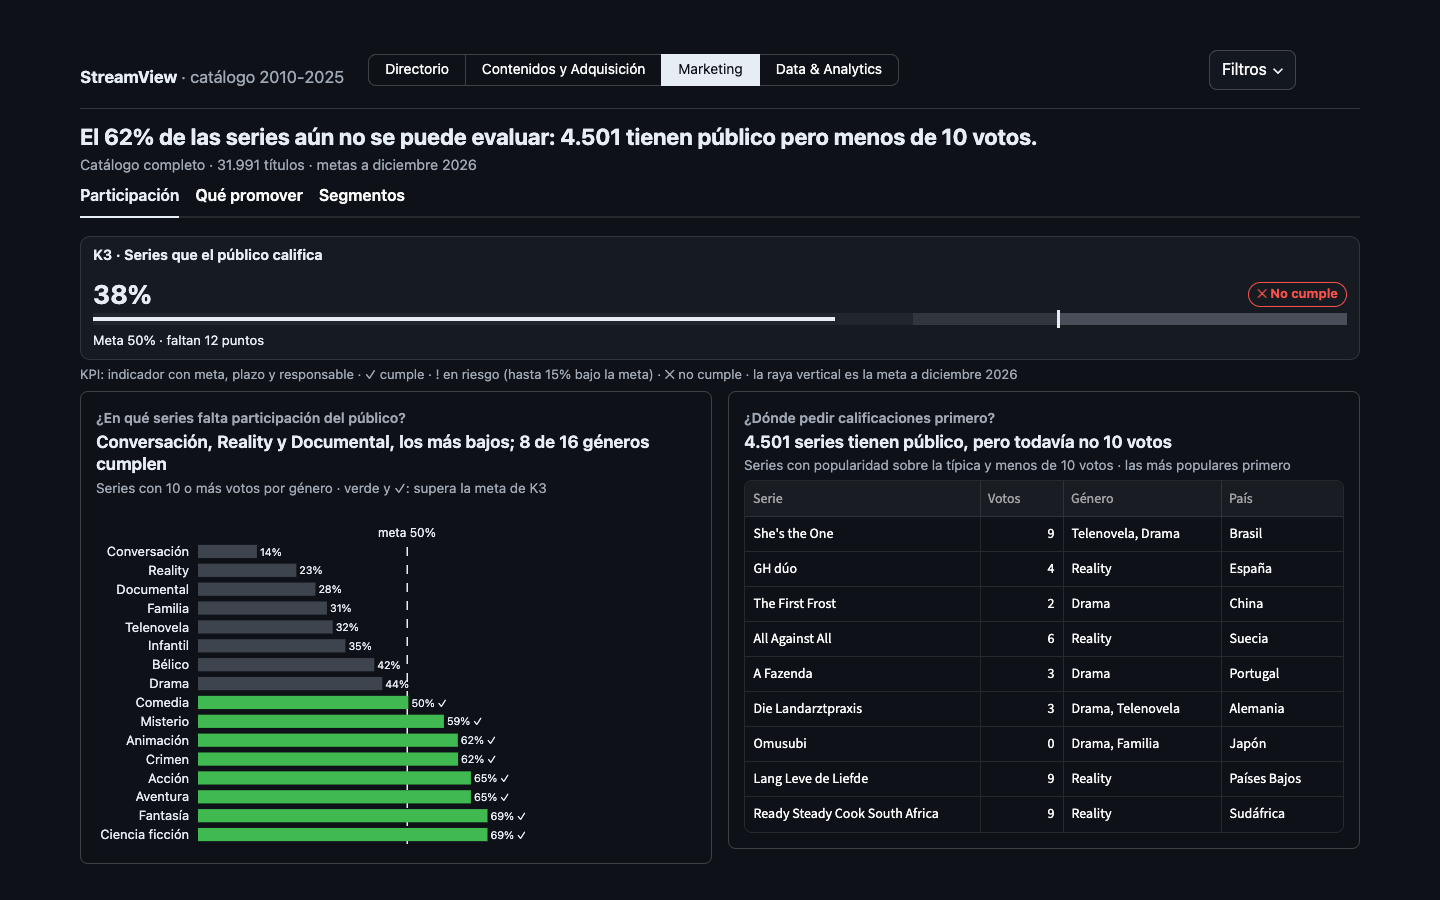 StreamView · catálogo 2010-2025
Directorio
Contenidos y Adquisición
Marketing
Data & Analytics
Filtros
El 62% de las series aún no se puede evaluar: 4.501 tienen público pero menos de 10 votos.
Catálogo completo · 31.991 títulos · metas a diciembre 2026
Participación
Qué promover
Segmentos
K3 · Series que el público califica
38%
✕ No cumple
Meta 50% · faltan 12 puntos
KPI: indicador con meta, plazo y responsable · ✓ cumple · ! en riesgo (hasta 15% bajo la meta) · ✕ no cumple · la raya vertical es la meta a diciembre 2026
¿En qué series falta participación del público?
Conversación, Reality y Documental, los más bajos; 8 de 16 géneros
cumplen
Series con 10 o más votos por género · verde y ✓: supera la meta de K3
meta 50%
Conversación 14%
Reality 23%
Documental 28%
Familia 31%
Telenovela 32%
Infantil 35%
Bélico 42%
Drama 44%
Comedia 50% ✓
Misterio 59% ✓
Animación 62% ✓
Crimen 62% ✓
Acción 65% ✓
Aventura 65% ✓
Fantasía 69% ✓
Ciencia ficción 69% ✓
¿Dónde pedir calificaciones primero?
4.501 series tienen público, pero todavía no 10 votos
Series con popularidad sobre la típica y menos de 10 votos · las más populares primero
Serie Votos Género País
She's the One 9 Telenovela, Drama Brasil
GH dúo 4 Reality España
The First Frost 2 Drama China
All Against All 6 Reality Suecia
A Fazenda 3 Drama Portugal
Die Landarztpraxis 3 Drama, Telenovela Alemania
Omusubi 0 Drama, Familia Japón
Lang Leve de Liefde 9 Reality Países Bajos
Ready Steady Cook South Africa 9 Reality Sudáfrica